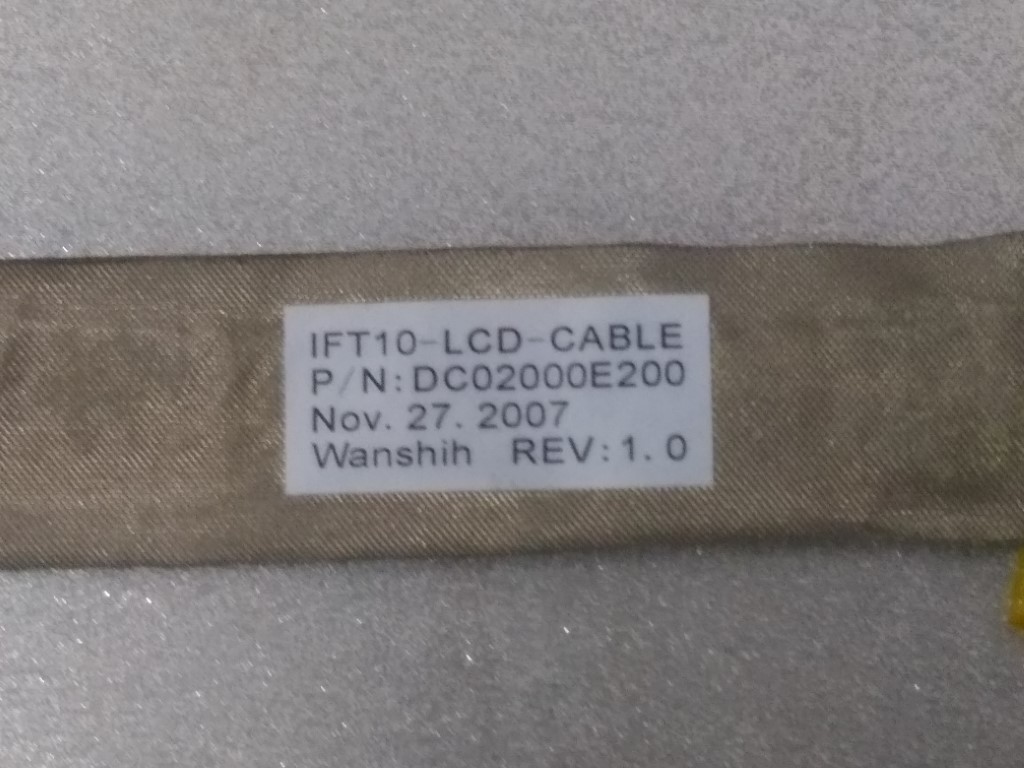 IFT10-LCD-CABLE
P/N:DC02000E200
Nov. 27. 2007
Wanshih REV:1.0